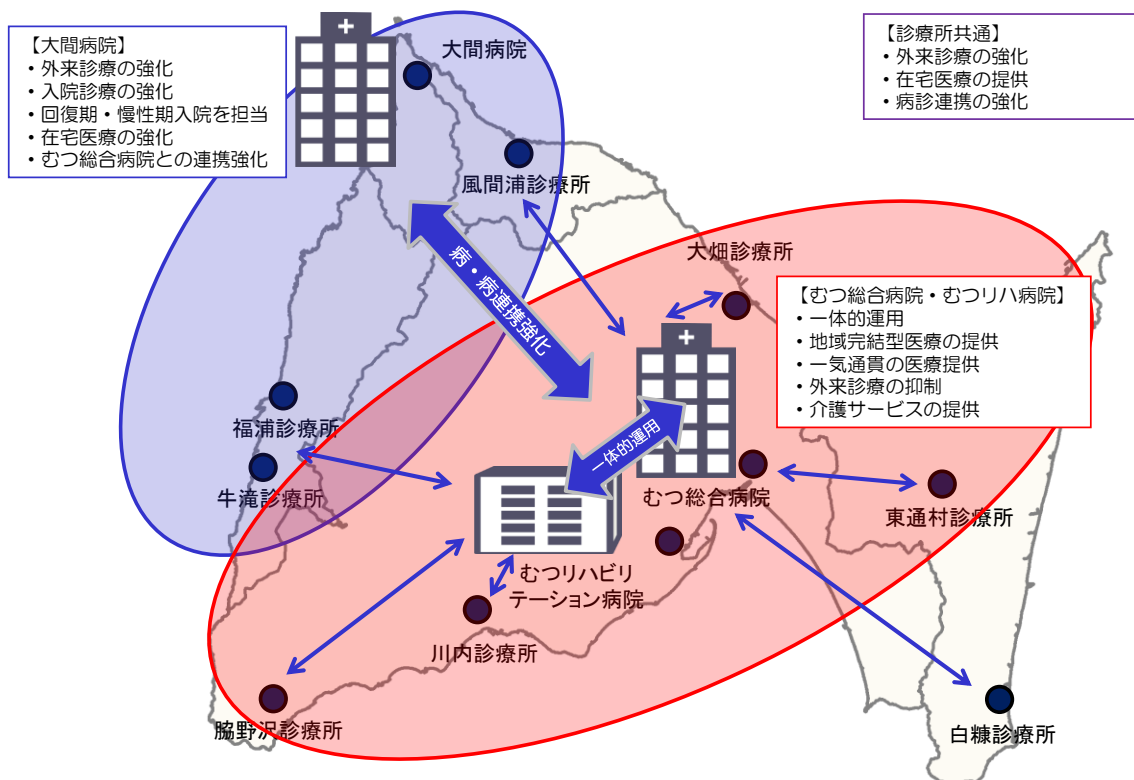 【大間病院】
・外来診療の強化
・入院診療の強化
・回復期・慢性期入院を担当
・在宅医療の強化
・むつ総合病院との連携強化
大間病院
【診療所共通】
・外来診療の強化
・在宅医療の提供
・病診連携の強化
風間浦診療所
大畑診療所
病・病連携強化
【むつ総合病院・むつリハ病院】
・一体的運用
・地域完結型医療の提供
・一気通貫の医療提供
・外来診療の抑制
・介護サービスの提供
福浦診療所
一体的運用
牛滝診療所
むつ総合病院
東通村診療所
むつリハビリ
テーション病院
川内診療所
脇野沢診療所
白糠診療所